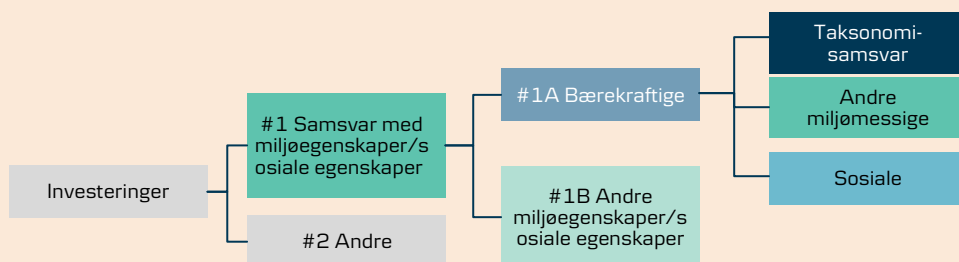 Investeringer
#1 Samsvar med
miljøegenskaper/s
osiale egenskaper
#2 Andre
#1A Bærekraftige
#1B Andre
miljøegenskaper/s
osiale egenskaper
Taksonomi-
samsvar
Andre
miljømessige
Sosiale